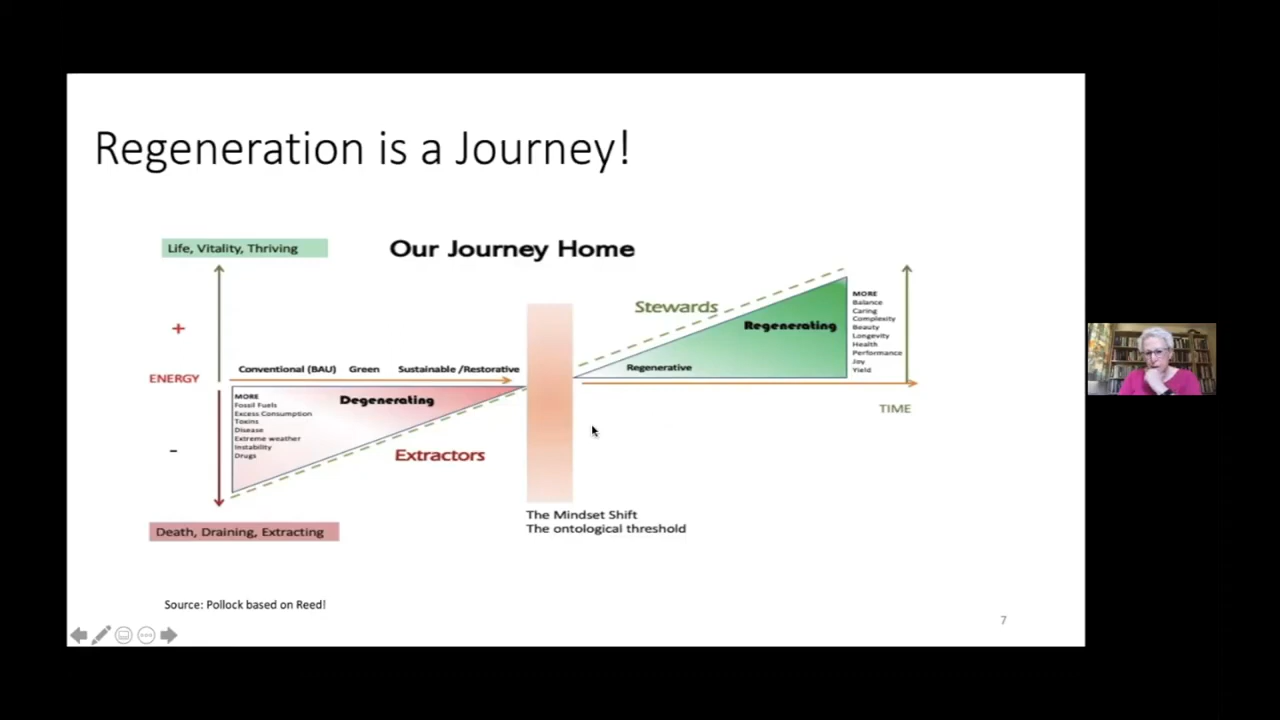 Regeneration is a Journey!
Life, Vitality, Thriving
Our Journey Home
+
ENERGY
-
Death, Draining, Extracting
Conventional (BAU) Green Sustainable /Restorative
MORE
Fossil Fuels
Excess Consumption
Toxins
Disease
Extreme weather
Instability
Drugs
Degenerating
Extractors
The Mindset Shift
The ontological threshold
Stewards
Regenerating
Regenerative
MORE
Balance
Caring
Complexity
Beauty
Longevity
Health
Performance
Joy
Yield
TIME
Source: Pollock based on Reed!
7